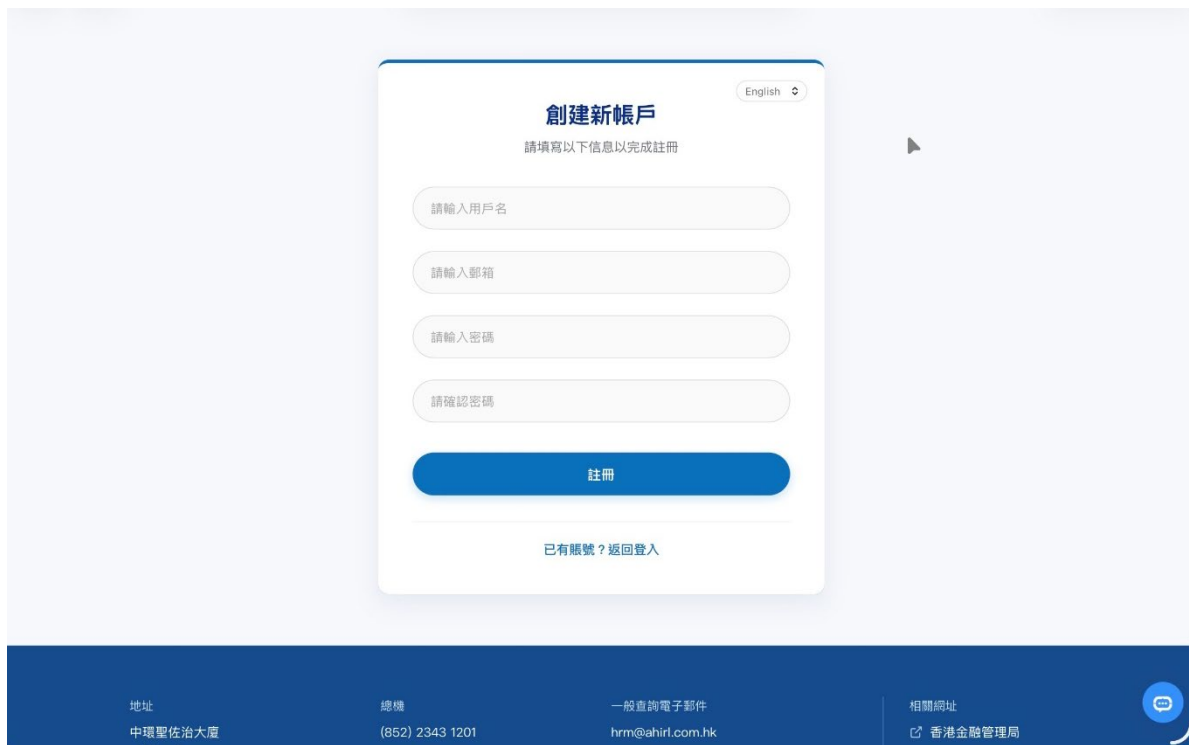 English
創建新帳戶
請填寫以下信息以完成註冊
請輸入用戶名
請輸入郵箱
請輸入密碼
請確認密碼
註冊
已有賬號？返回登入
地址
中環聖佐治大廈
總機
(852) 2343 1201
一般查詢電子郵件
hrm@ahirl.com.hk
相關網址
香港金融管理局